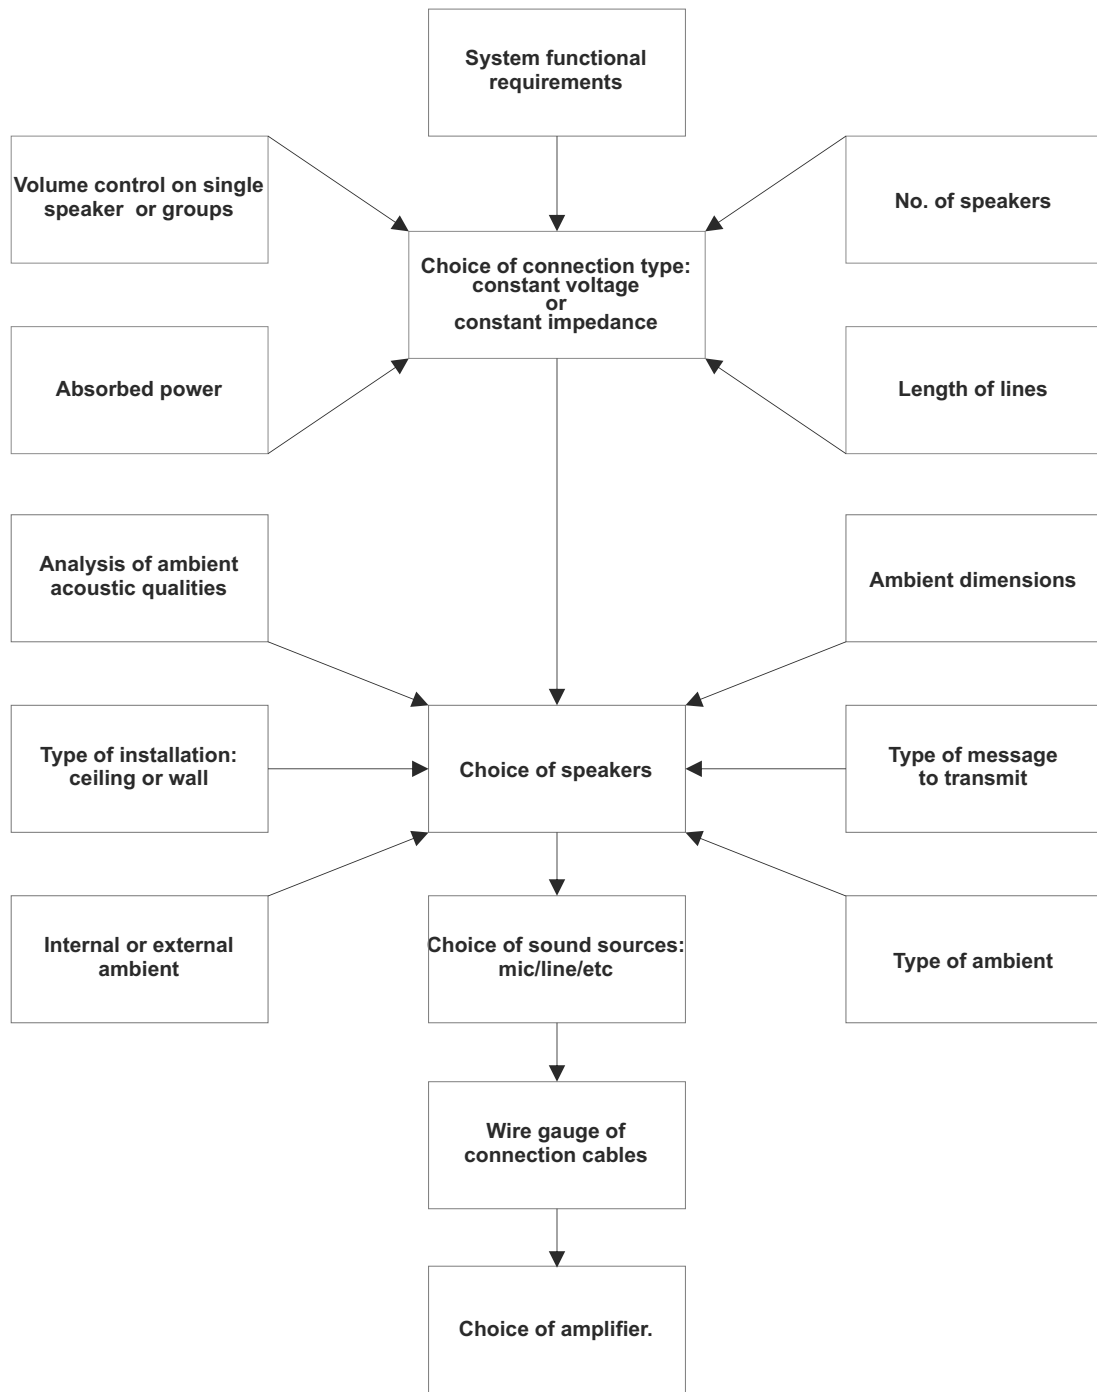 System functional
requirements
Volume control on single
speaker or groups
No. of speakers
Choice of connection type:
constant voltage
or
constant impedance
Absorbed power
Length of lines
Analysis of ambient
acoustic qualities
Ambient dimensions
Type of installation:
ceiling or wall
Choice of speakers
Type of message
to transmit
Internal or external
ambient
Choice of sound sources:
mic/line/etc
Type of ambient
Wire gauge of
connection cables
Choice of amplifier.